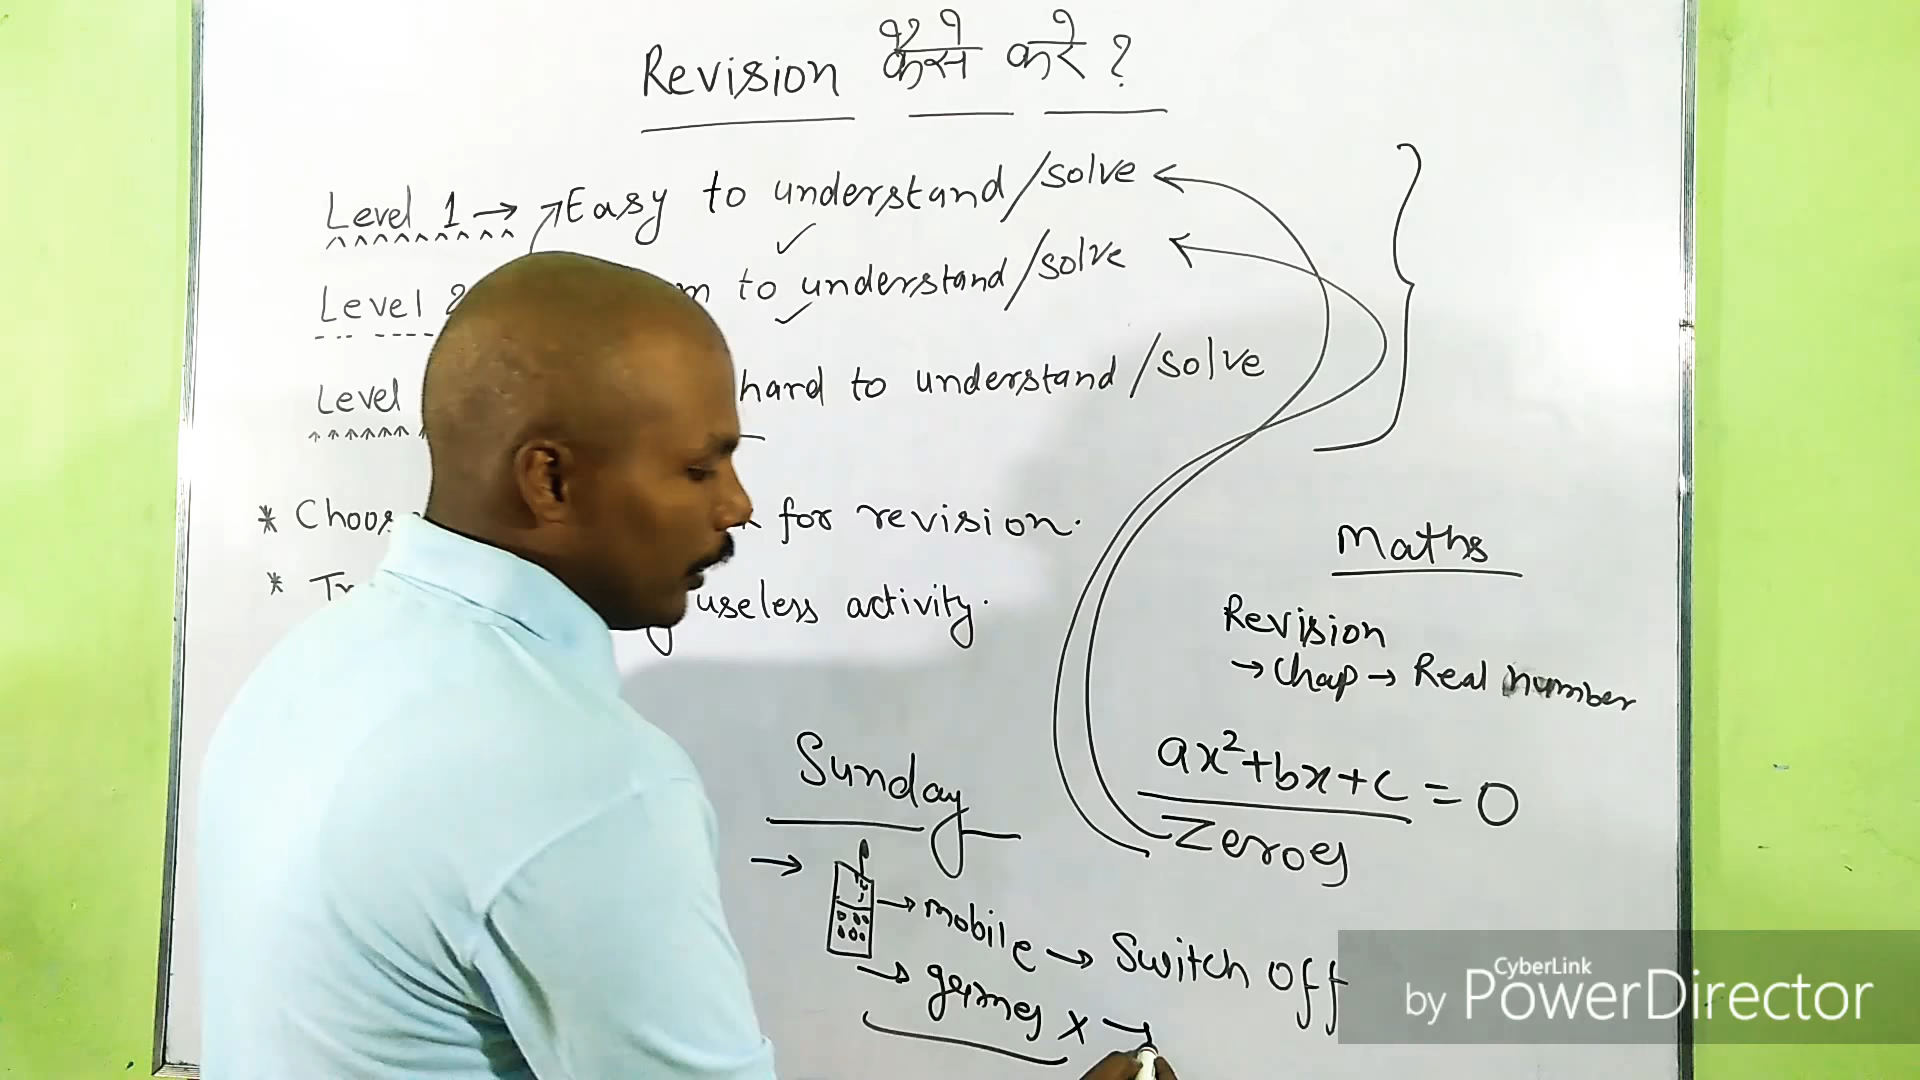 Revision कैसे करे ?
Level 1 → Easy to understand/solve
Level 2 to understand/solve
Level hard to understand/solve
* for revision.
* useless activity.
Maths
Revision
→ Chap → Real number
ax²+bx+c = 0
Zeroes
Sunday
→ mobile → Switch off
→ games x
by CyberLink PowerDirector